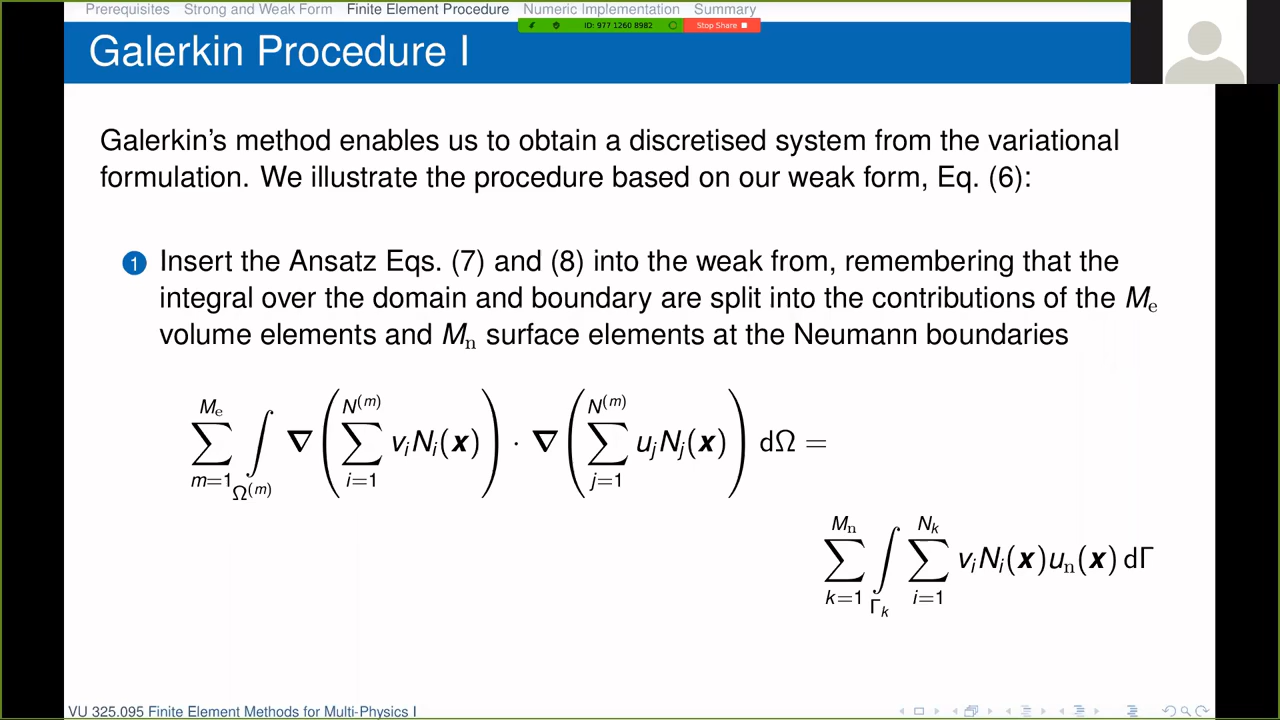 Prerequisites Strong and Weak Form Finite Element Procedure Numeric Implementation Summary
ID: 977 1260 8982 Stop Share
Galerkin Procedure I
Galerkin's method enables us to obtain a discretised system from the variational
formulation. We illustrate the procedure based on our weak form, Eq. (6):
1 Insert the Ansatz Eqs. (7) and (8) into the weak from, remembering that the
integral over the domain and boundary are split into the contributions of the Mₑ
volume elements and Mₙ surface elements at the Neumann boundaries
∑_{m=1}^{M_e} ∫_{Ω^{(m)}} ∇(∑_{i=1}^{N^{(m)}} v_i N_i(x)) · ∇(∑_{j=1}^{N^{(m)}} u_j N_j(x)) dΩ =
∑_{k=1}^{M_n} ∫_{Γ_k} ∑_{i=1}^{N_k} v_i N_i(x) u_n(x) dΓ
VU 325.095 Finite Element Methods for Multi-Physics I